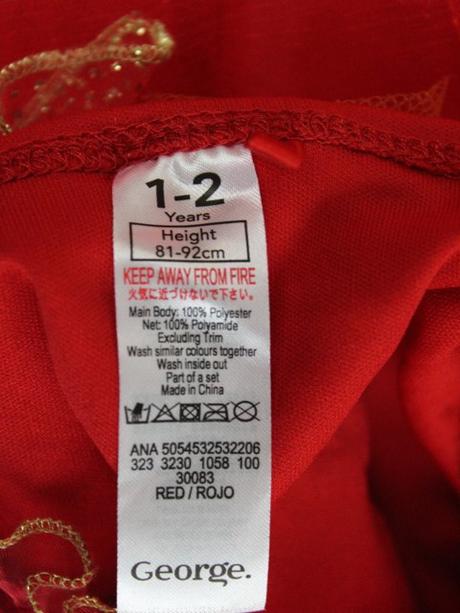 1-2
Years
Height
81-92cm
KEEP AWAY FROM FIRE
火気に近づけないで下さい。
Main Body: 100% Polyester
Net: 100% Polyamide
Excluding Trim
Wash similar colours together
Wash inside out
Part of a set
Made in China
ANA 5054532532206
323 3230 1058 100
30083
RED / ROJO
George.